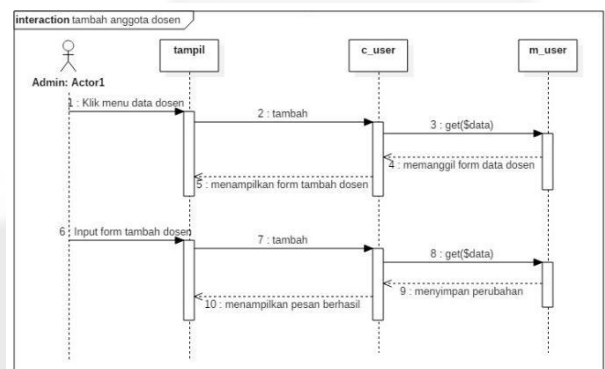 interaction tambah anggota dosen
tampil
c_user
m_user
Admin: Actor1
1 : Klik menu data dosen
2 : tambah
3 : get($data)
4 : memanggil form data dosen
5 : menampilkan form tambah dosen
6 : Input form tambah dosen
7 : tambah
8 : get($data)
9 : menyimpan perubahan
10 : menampilkan pesan berhasil